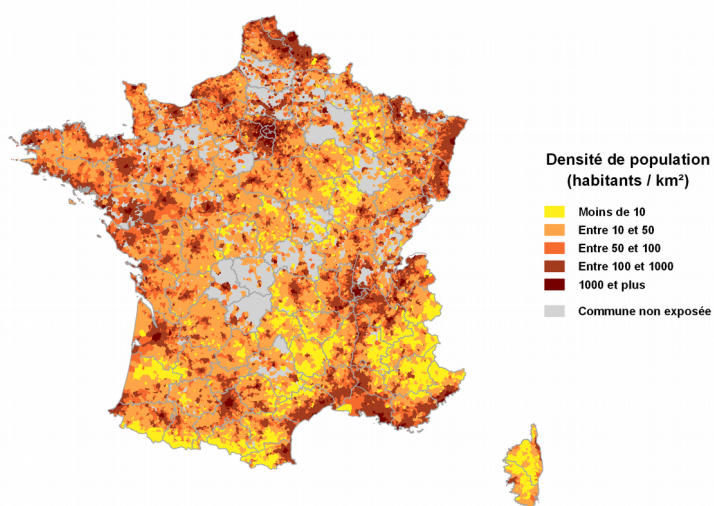 Densité de population
(habitants / km²)
Moins de 10
Entre 10 et 50
Entre 50 et 100
Entre 100 et 1000
1000 et plus
Commune non exposée